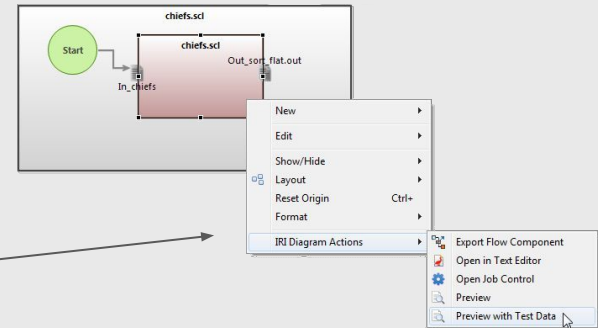 chiefs.scl
Start
chiefs.scl
Out_sort_flat.out
In_chiefs
New
Edit
Show/Hide
Layout
Reset Origin Ctrl+
Format
IRI Diagram Actions
Export Flow Component
Open in Text Editor
Open Job Control
Preview
Preview with Test Data